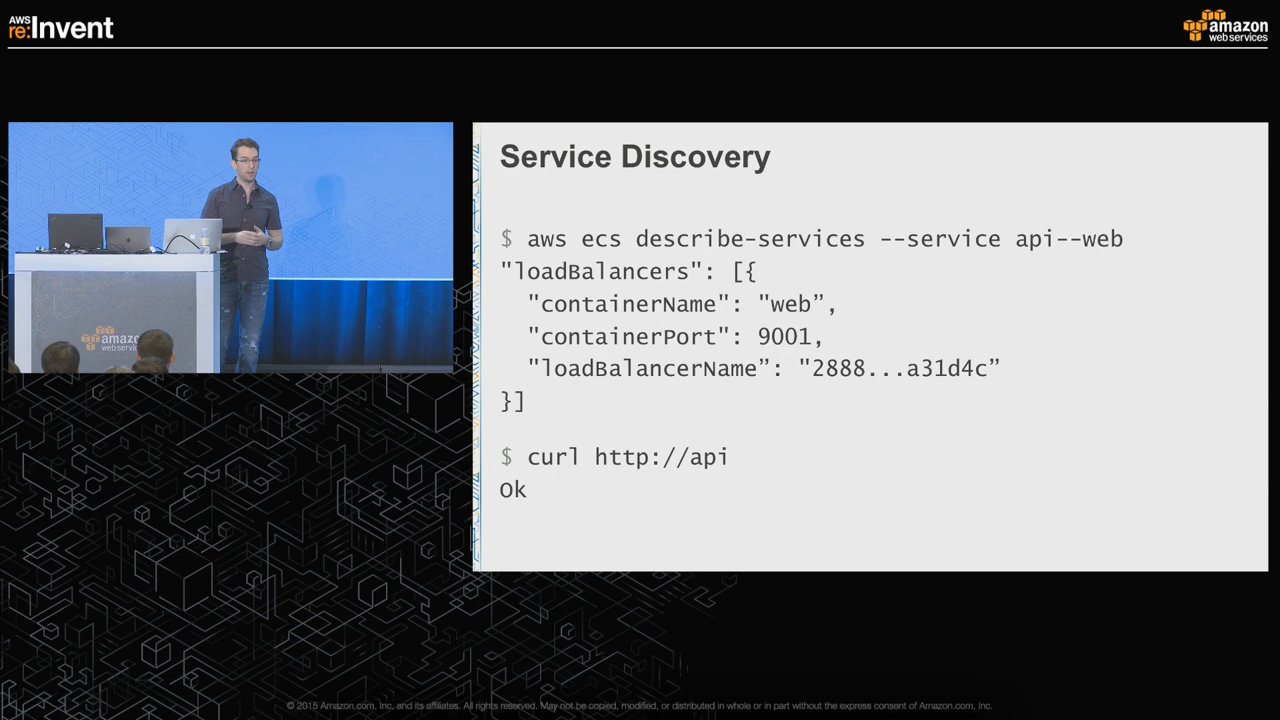 AWS
re:Invent
amazon
web services
Service Discovery
$ aws ecs describe-services --service api--web
"loadBalancers": [{
"containerName": "web”,
"containerPort": 9001,
"loadBalancerName”: "2888...a31d4c”
}]
$ curl http://api
Ok
amazon
web services
© 2015 Amazon.com, Inc. and its affiliates. All rights reserved. May not be copied, modified, or distributed in whole or in part without the express consent of Amazon.com, Inc.